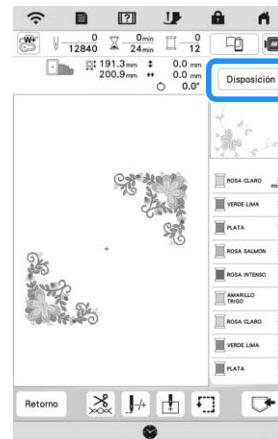 W+
0
12840
0min
24min
0
12
191.3mm
200.9mm
0.0 mm
0.0 mm
0.0°
Disposición
ROSA CLARO
VERDE LIMA
PLATA
ROSA SALMON
ROSA INTENSO
AMARILLO
TRIGO
ROSA CLARO
VERDE LIMA
PLATA
Retorno